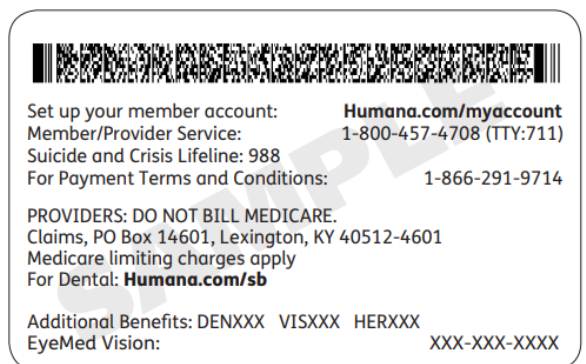 Set up your member account: Humana.com/myaccount
Member/Provider Service: 1-800-457-4708 (TTY:711)
Suicide and Crisis Lifeline: 988
For Payment Terms and Conditions: 1-866-291-9714
PROVIDERS: DO NOT BILL MEDICARE.
Claims, PO Box 14601, Lexington, KY 40512-4601
Medicare limiting charges apply
For Dental: Humana.com/sb
Additional Benefits: DENXXX VISXXX HERXXX
EyeMed Vision: XXX-XXX-XXXX
SAMPLE